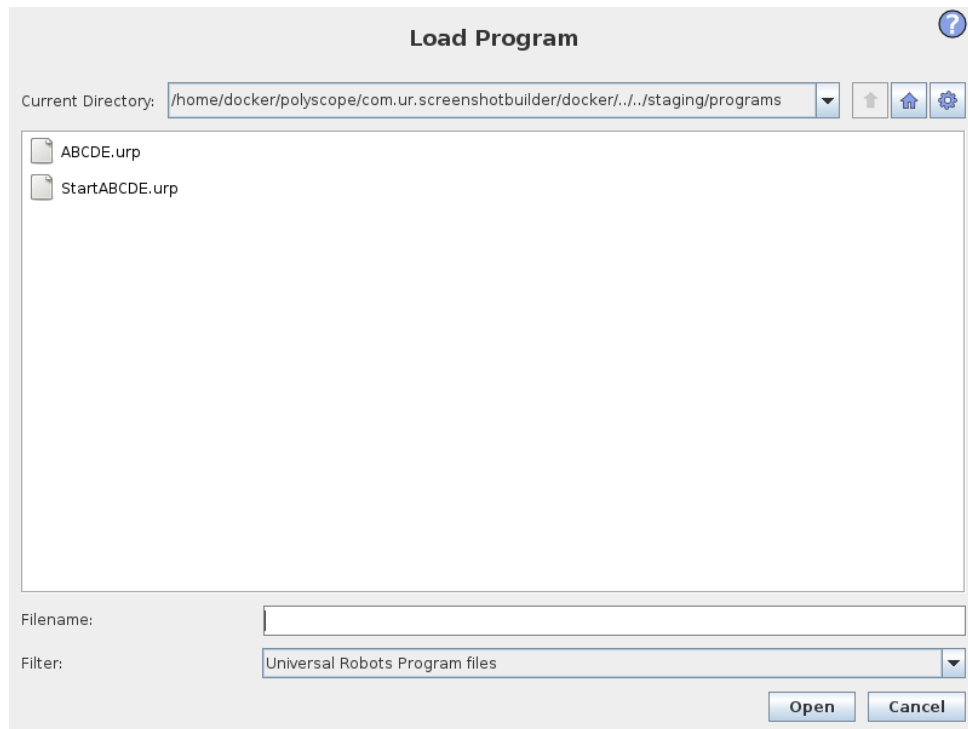 Load Program
?
Current Directory: /home/docker/polyscope/com.ur.screenshotbuilder/docker/../../staging/programs
ABCDE.urp
StartABCDE.urp
Filename:
Filter: Universal Robots Program files
Open Cancel